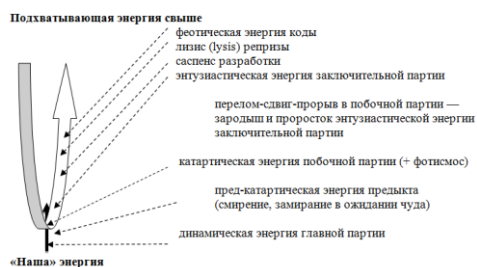 Подхватывающая энергия свыше
феотическая энергия коды
лизис (lysis) репризы
саспенс разработки
энтузиастическая энергия заключительной партии
перелом-сдвиг-прорыв в побочной партии —
зародыш и проросток энтузиастической энергии
заключительной партии
катартическая энергия побочной партии (+ фотисмос)
пред-катартическая энергия предыкта
(смирение, замирание в ожидании чуда)
динамическая энергия главной партии
«Наша» энергия